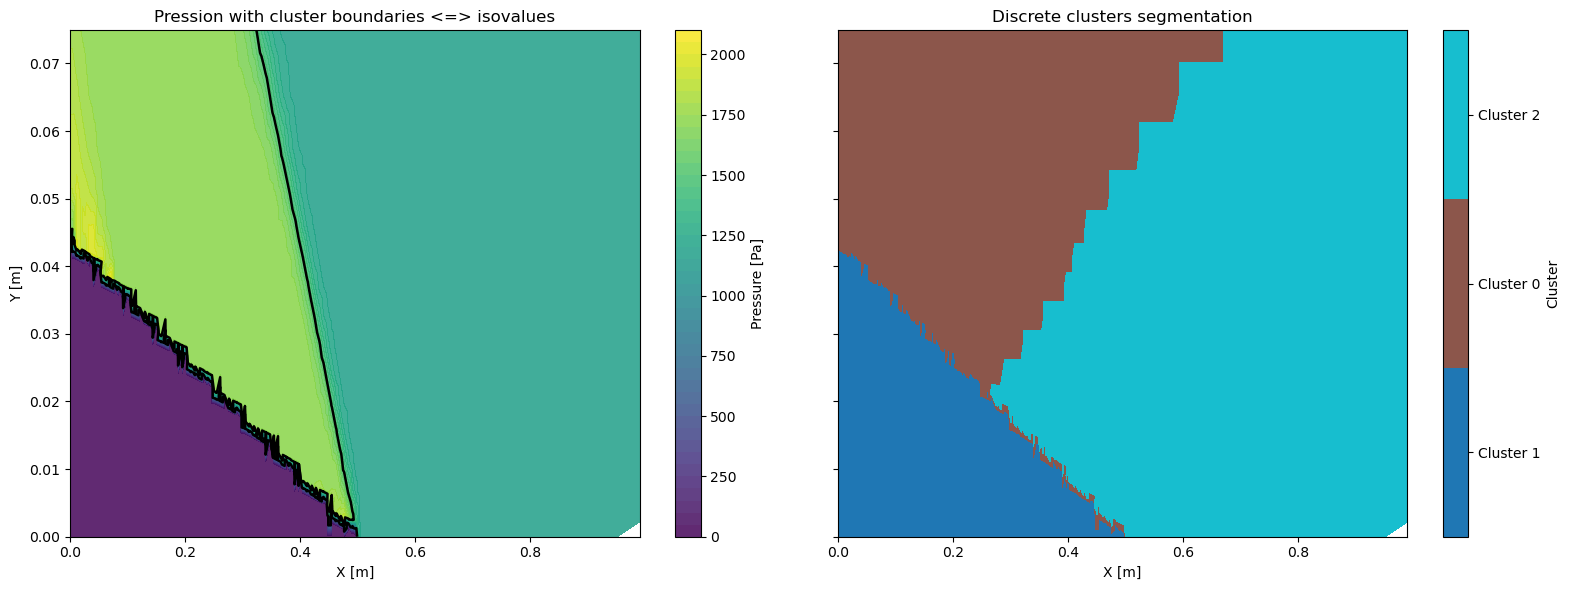 Pression with cluster boundaries <=> isovalues
0.07
0.06
0.05
0.04
0.03
0.02
0.01
0.00
Y [m]
0.0 0.2 0.4 0.6 0.8
X [m]
2000
1750
1500
1250
1000
750
500
250
0
Pressure [Pa]
Discrete clusters segmentation
0.0 0.2 0.4 0.6 0.8
X [m]
Cluster 2
Cluster 0
Cluster 1
Cluster